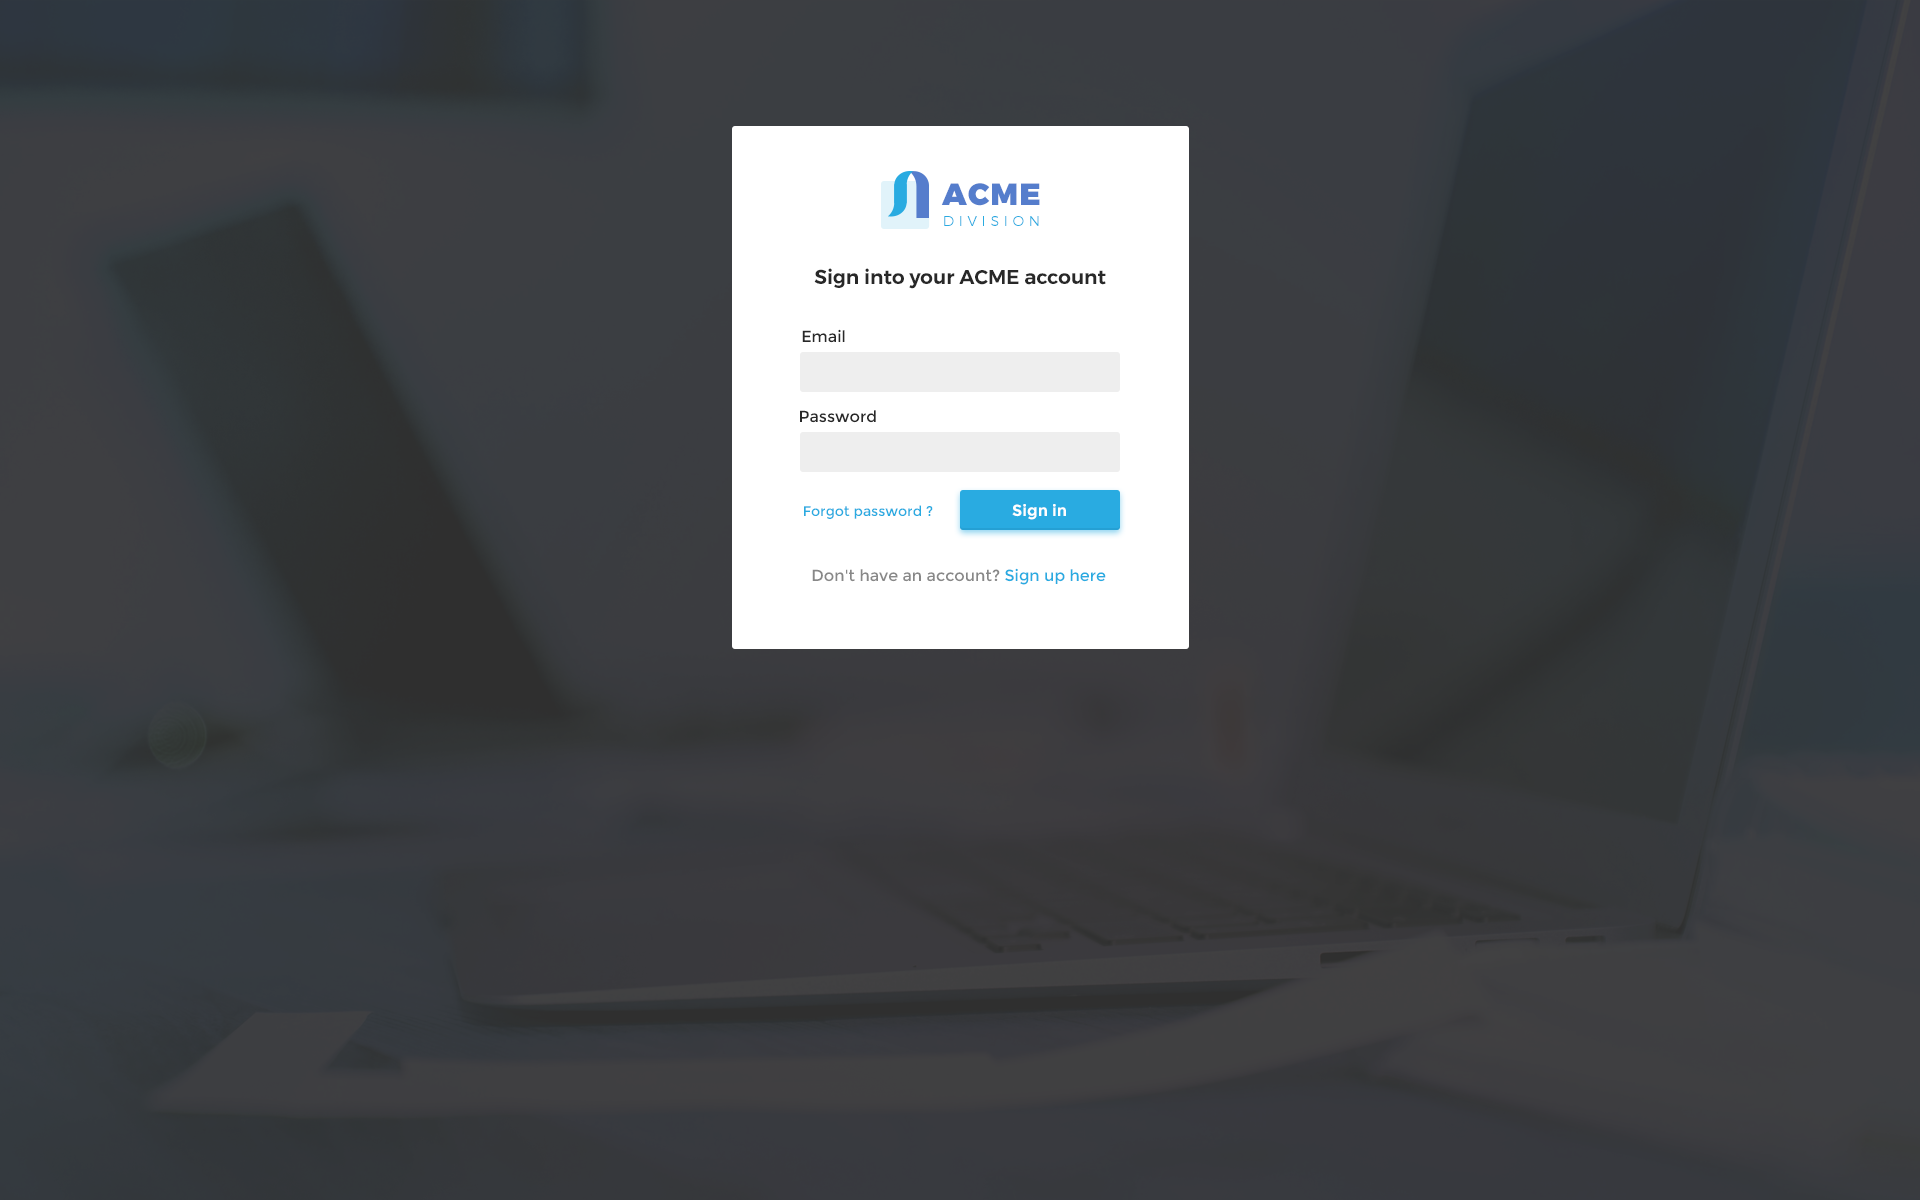 ACME
DIVISION
Sign into your ACME account
Email
Password
Forgot password ?
Sign in
Don't have an account? Sign up here